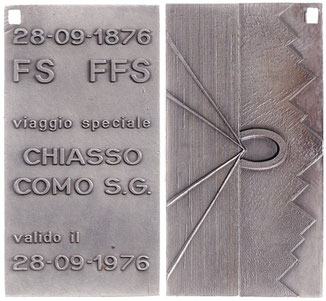 28-09-1876
FS FFS
viaggio speciale
CHIASSO
COMO S.G.
valido il
28-09-1976